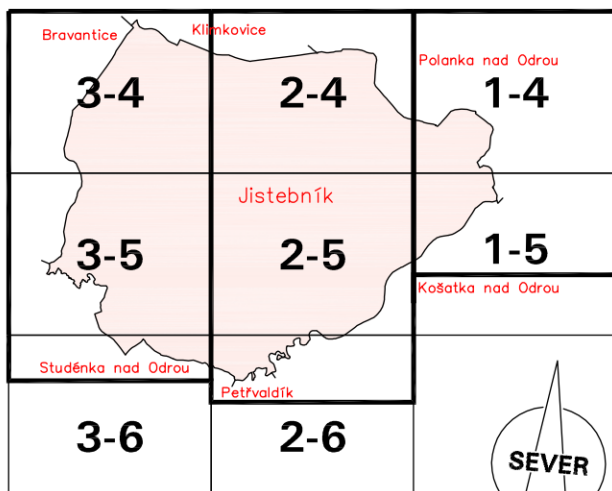 Bravantice
Klimkovice
Polanka nad Odrou
3-4
2-4
1-4
Jistebník
3-5
2-5
1-5
Košatka nad Odrou
Studénka nad Odrou
Petřvaldík
3-6
2-6
SEVER